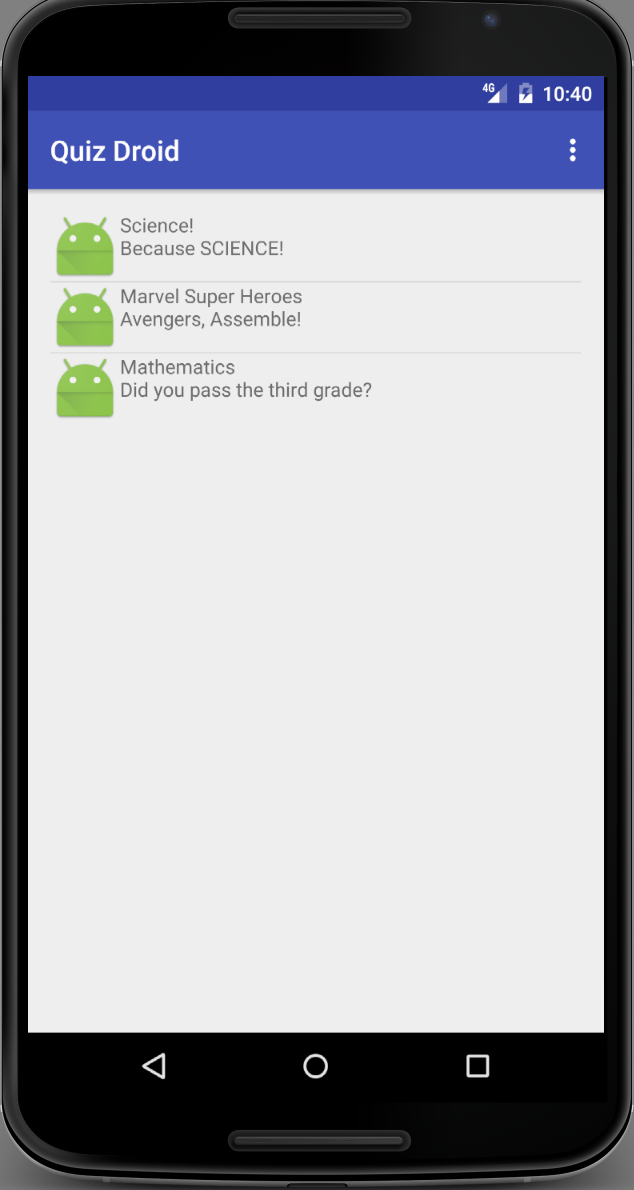 4G 10:40
Quiz Droid
Science!
Because SCIENCE!
Marvel Super Heroes
Avengers, Assemble!
Mathematics
Did you pass the third grade?